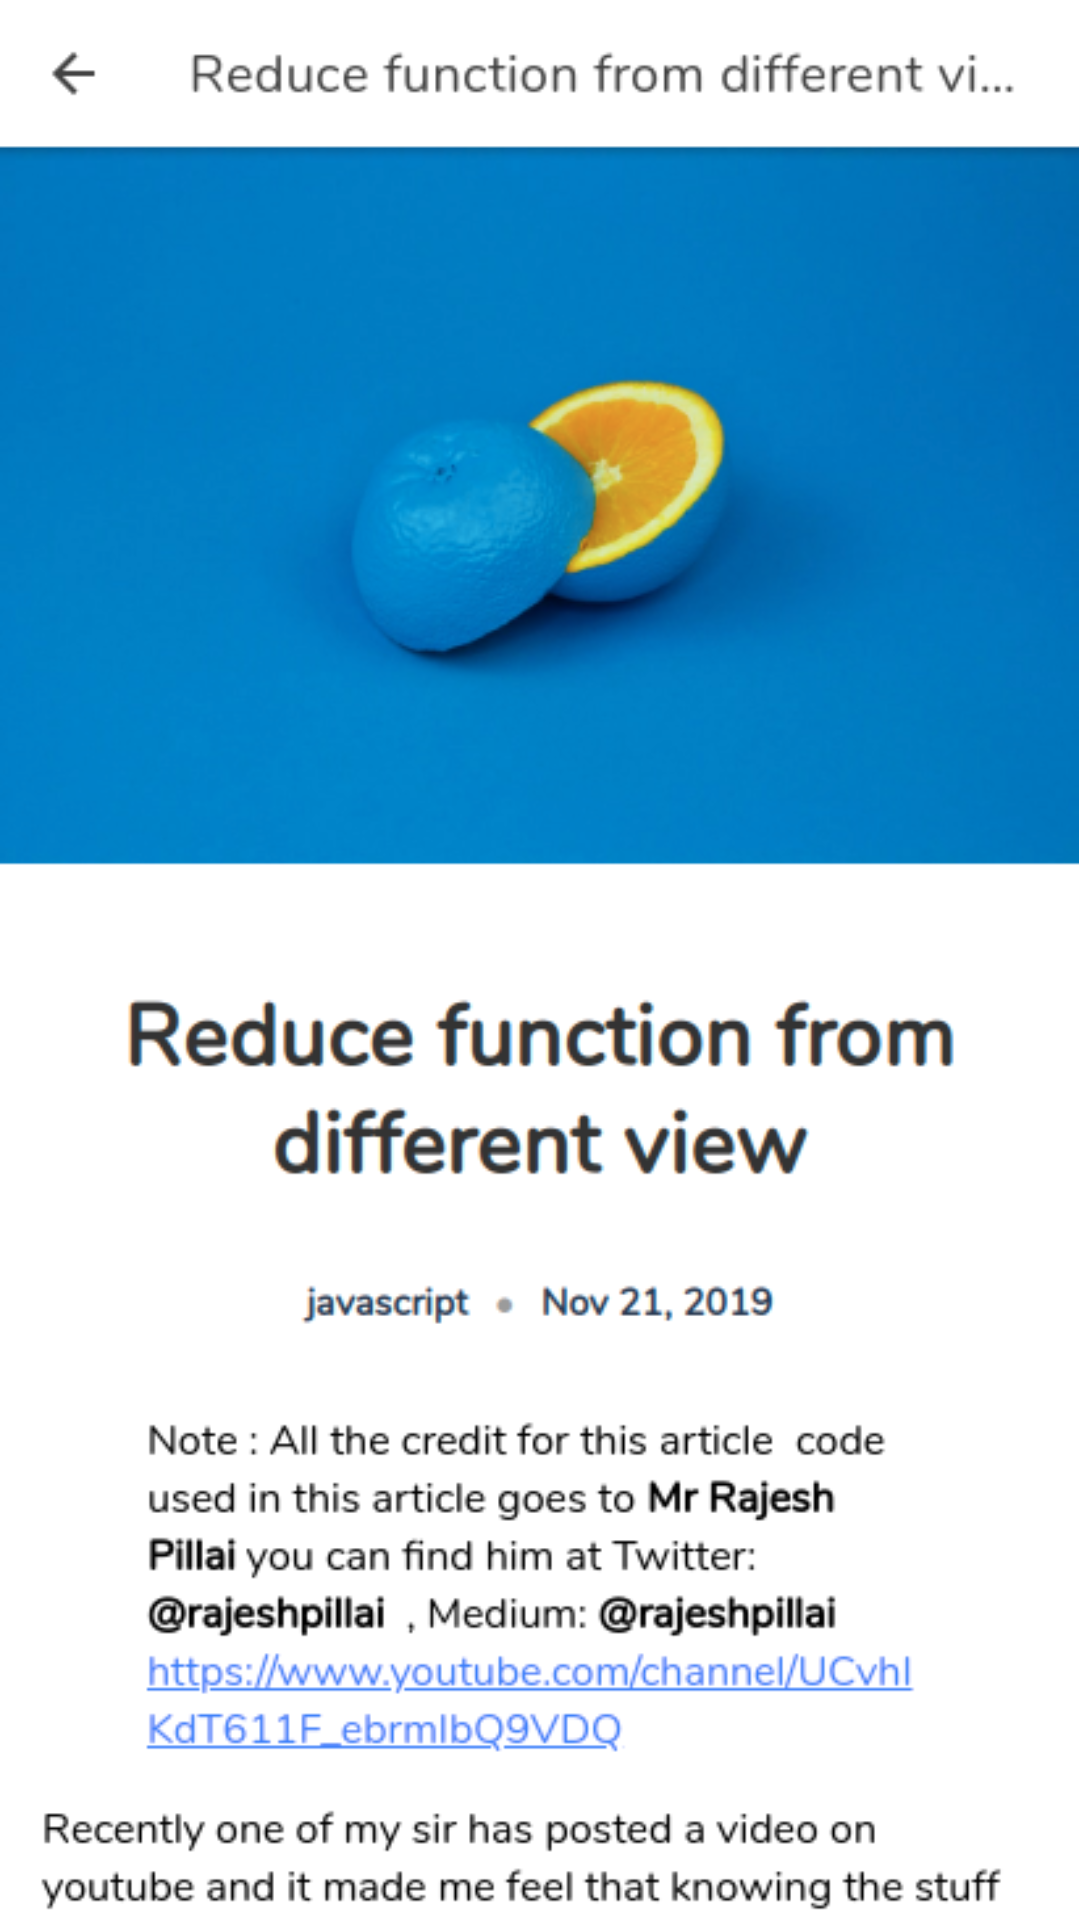 Reduce function from different vi...
Reduce function from
different view
javascript • Nov 21, 2019
Note : All the credit for this article  code
used in this article goes to Mr Rajesh
Pillai you can find him at Twitter:
@rajeshpillai  , Medium: @rajeshpillai
https://www.youtube.com/channel/UCvhl
KdT611F_ebrmlbQ9VDQ
Recently one of my sir has posted a video on
youtube and it made me feel that knowing the stuff